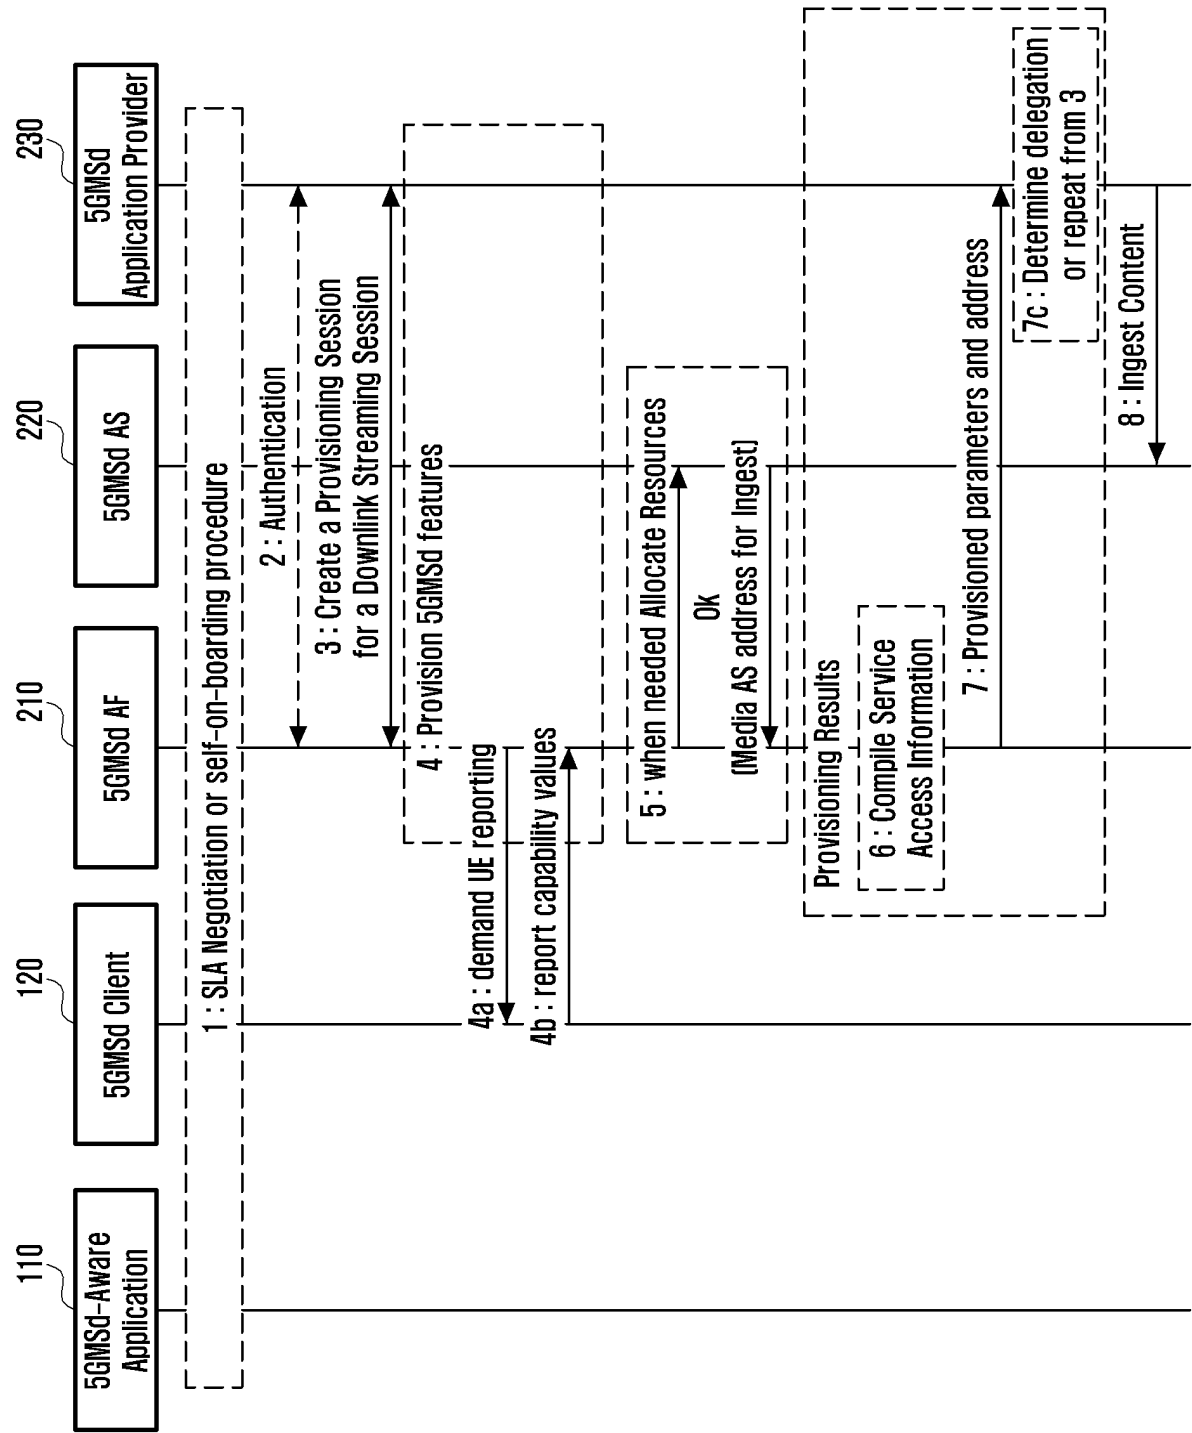 110
120
210
220
230
5GMSd-Aware
Application
5GMSd Client
5GMSd AF
5GMSd AS
5GMSd
Application Provider
1 : SLA Negotiation or self-on-boarding procedure
2 : Authentication
3 : Create a Provisioning Session
for a Downlink Streaming Session
4 : Provision 5GMSd features
4a : demand UE reporting
4b : report capability values
5 : when needed Allocate Resources
Ok
(Media AS address for Ingest)
Provisioning Results
6 : Compile Service
Access Information
7 : Provisioned parameters and address
7c : Determine delegation
or repeat from 3
8 : Ingest Content